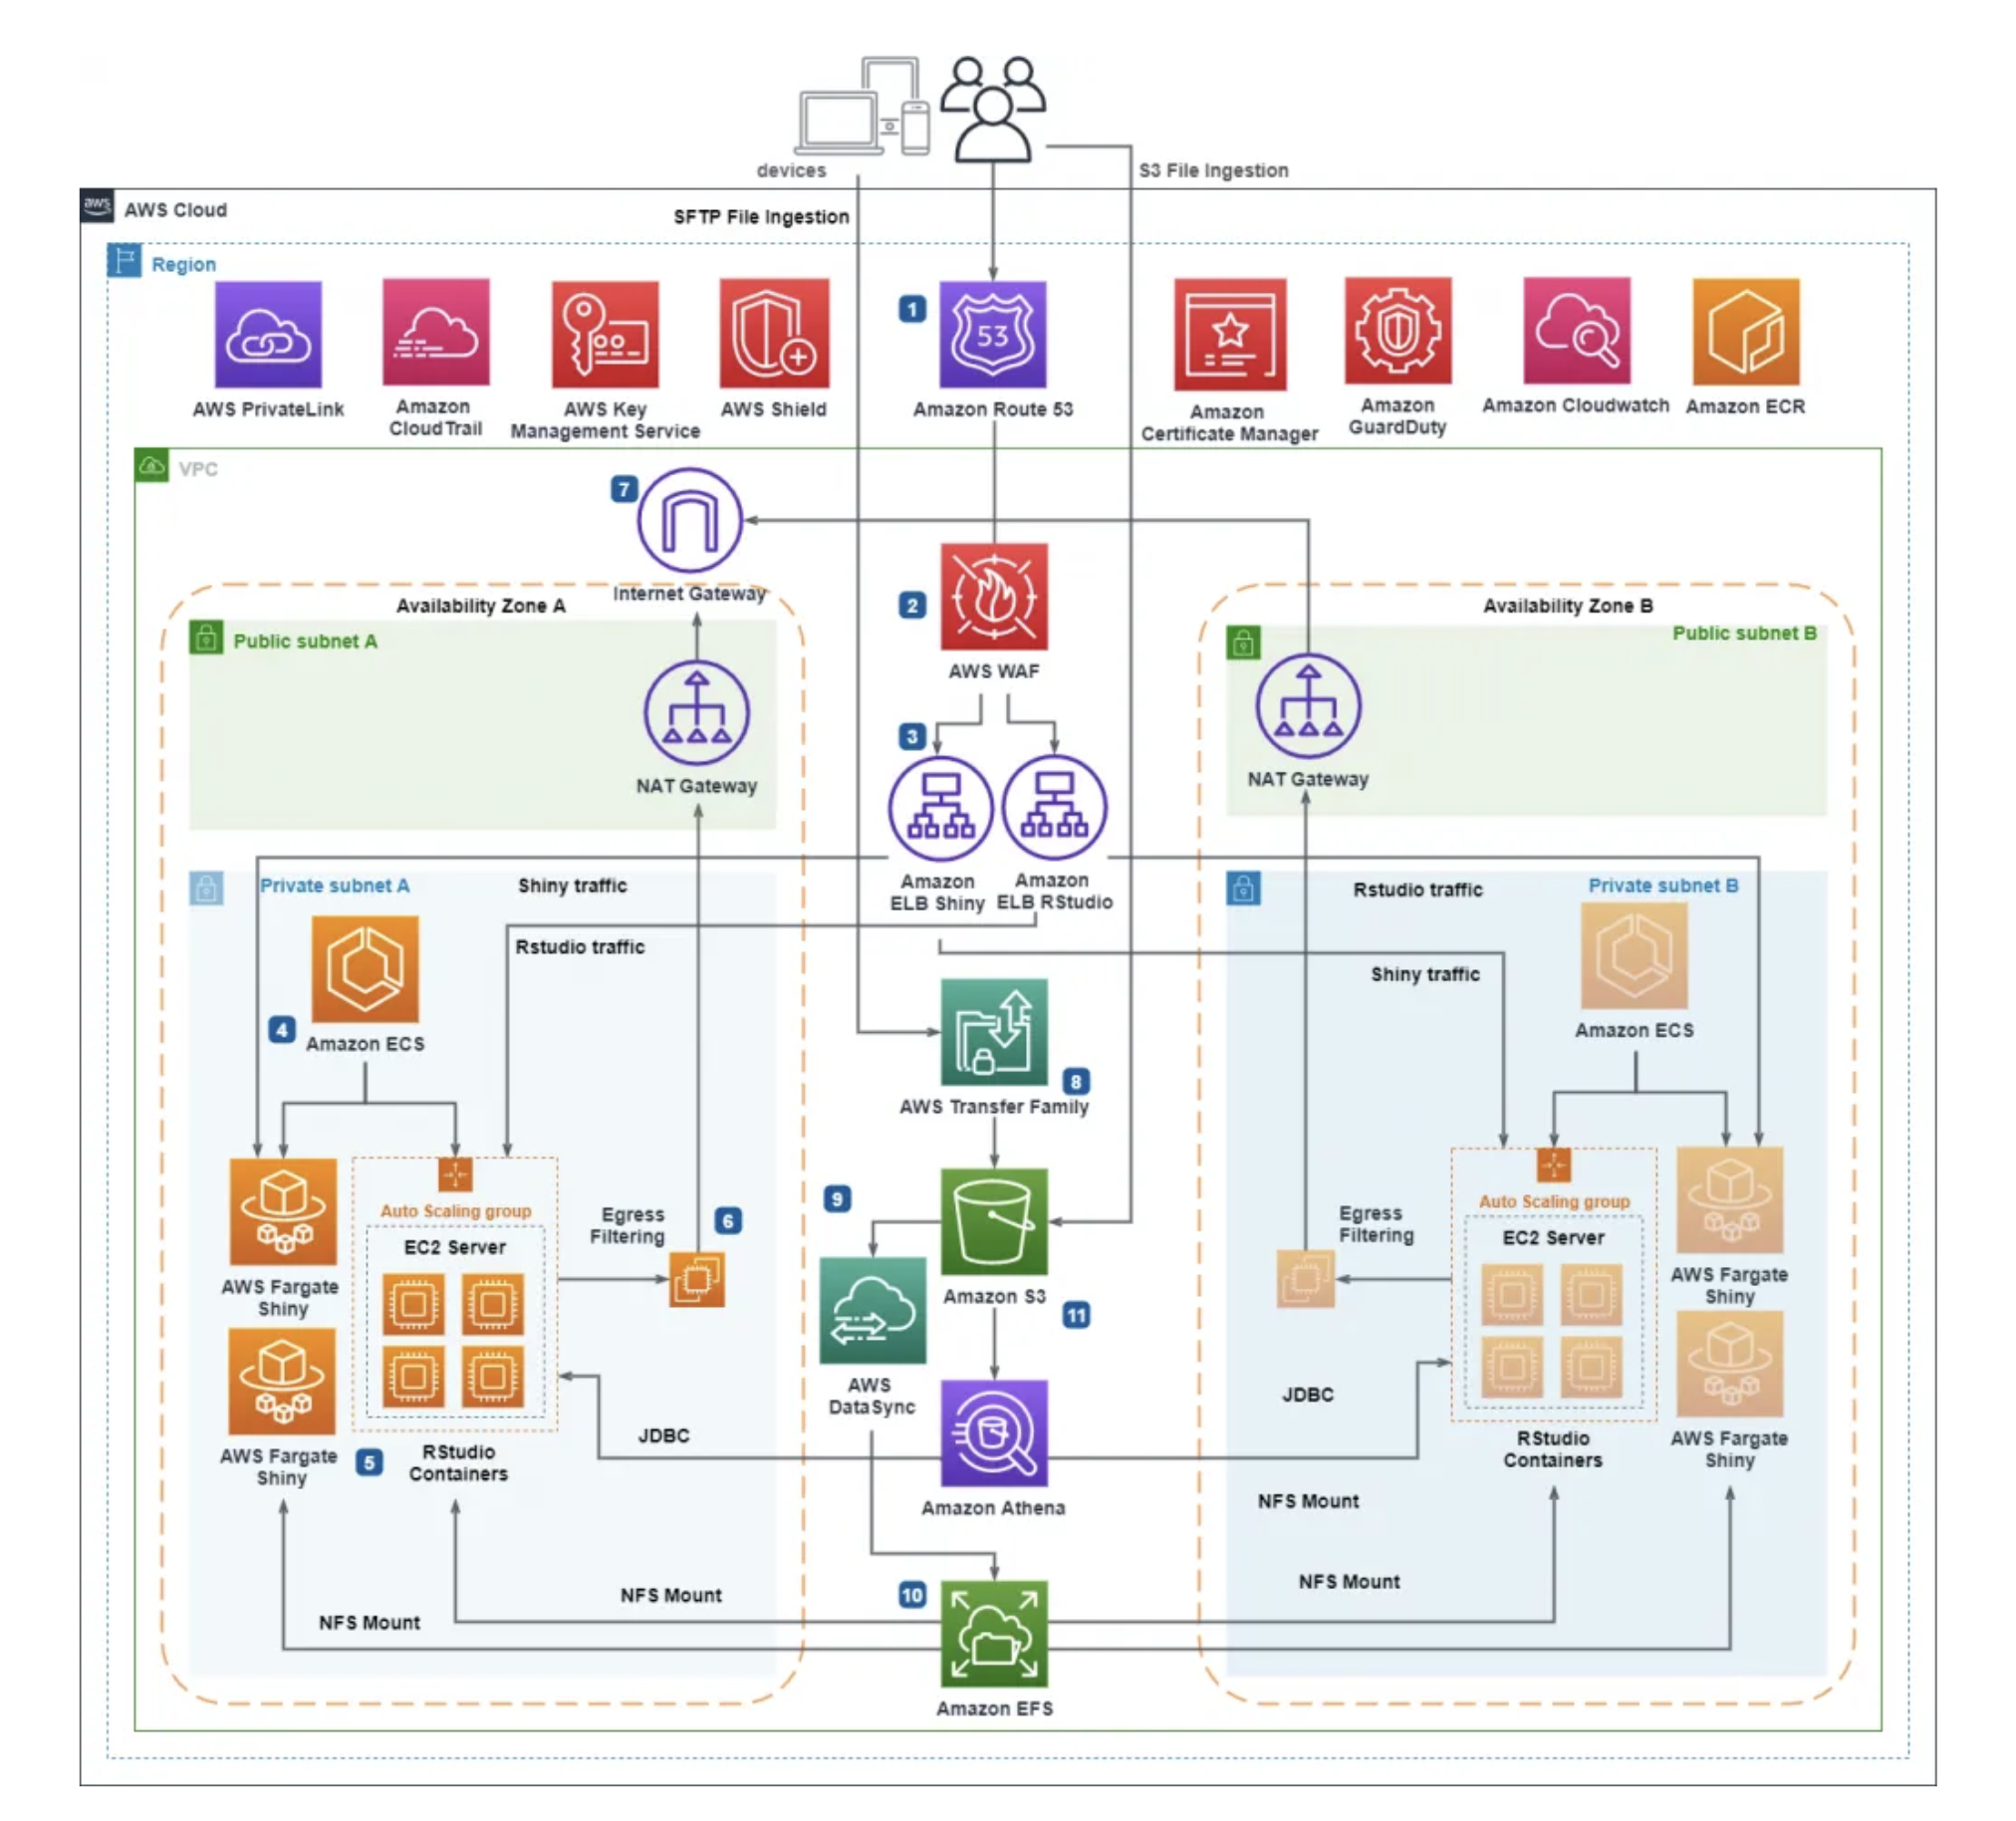 devices
S3 File Ingestion
aws
AWS Cloud
SFTP File Ingestion
Region
1
53
AWS PrivateLink
Amazon
CloudTrail
AWS Key
Management Service
AWS Shield
Amazon Route 53
Amazon
Certificate Manager
Amazon
GuardDuty
Amazon Cloudwatch
Amazon ECR
VPC
7
Internet Gateway
2
AWS WAF
Availability Zone A
Public subnet A
NAT Gateway
Availability Zone B
Public subnet B
NAT Gateway
3
Amazon
ELB Shiny
Amazon
ELB RStudio
Private subnet A
Shiny traffic
Rstudio traffic
Rstudio traffic
Private subnet B
Shiny traffic
4
Amazon ECS
Amazon ECS
8
AWS Transfer Family
9
Amazon S3
11
AWS
DataSync
Amazon Athena
10
Amazon EFS
Auto Scaling group
EC2 Server
Egress
Filtering
6
AWS Fargate
Shiny
AWS Fargate
Shiny
5
RStudio
Containers
JDBC
NFS Mount
NFS Mount
Egress
Filtering
Auto Scaling group
EC2 Server
AWS Fargate
Shiny
JDBC
RStudio
Containers
AWS Fargate
Shiny
NFS Mount
NFS Mount